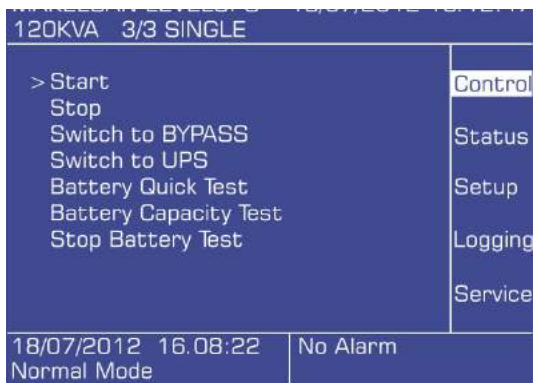 120KVA 3/3 SINGLE
> Start
Stop
Switch to BYPASS
Switch to UPS
Battery Quick Test
Battery Capacity Test
Stop Battery Test
Control
Status
Setup
Logging
Service
18/07/2012 16.08:22
No Alarm
Normal Mode